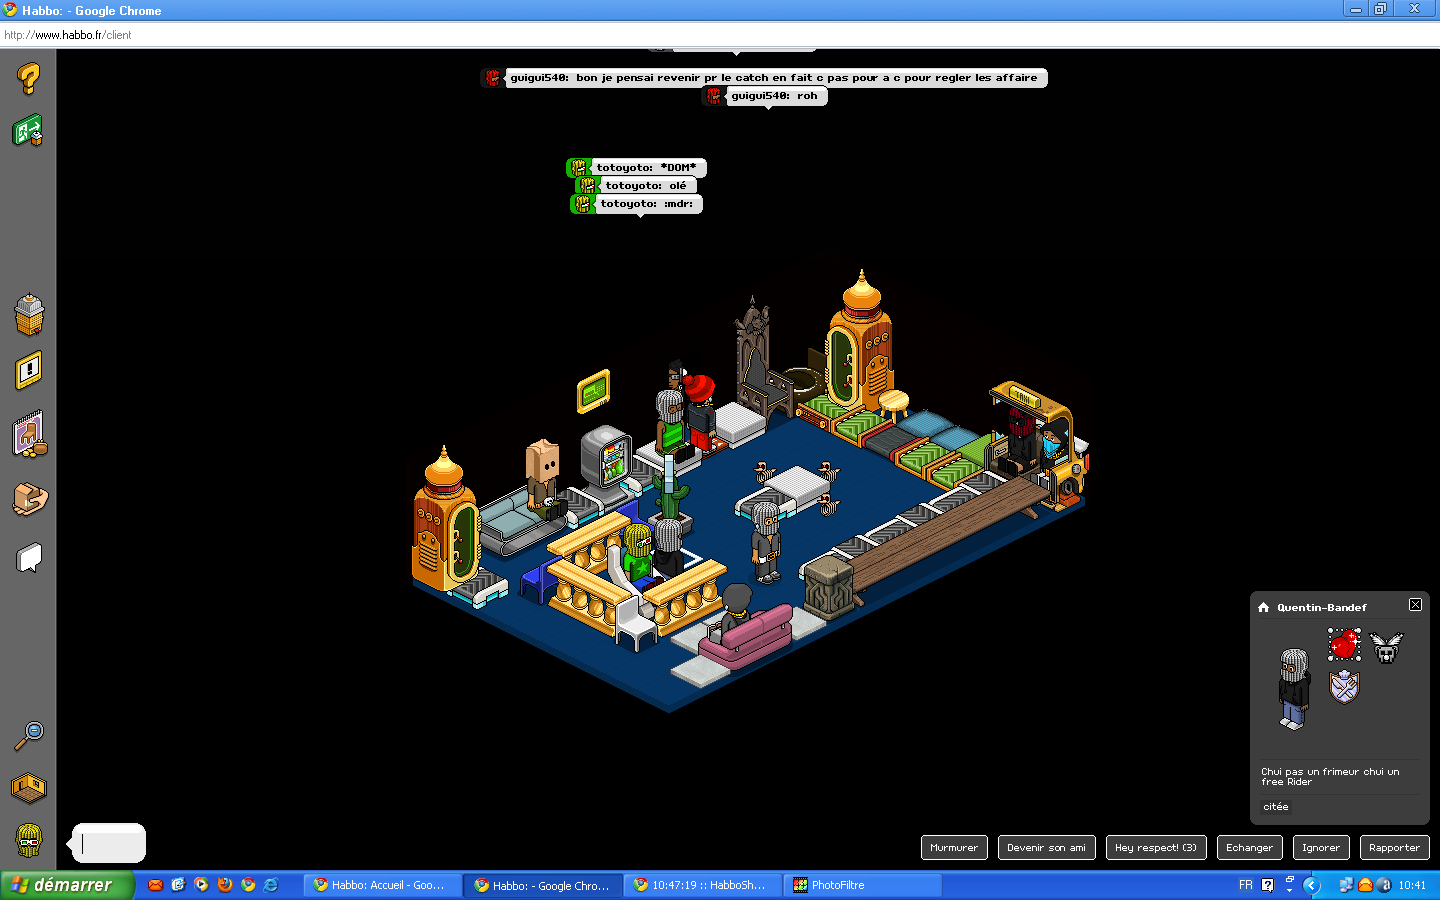 Habbo: - Google Chrome
http://www.habbo.fr/client
guigui540: bon je pensai revenir pr le catch en fait c pas pour a c pour regler les affaire
guigui540: roh
totoyoto: *DOM*
totoyoto: olé
totoyoto: :mdr:
Quentin-Bandef
Chui pas un frimeur chui un
free Rider
citée
Murmurer
Devenir son ami
Hey respect! (3)
Echanger
Ignorer
Rapporter
démarrer
Habbo: Accueil - Goo...
Habbo: - Google Chro...
10:47:19 :: HabboSh...
PhotoFiltre
FR
10:41